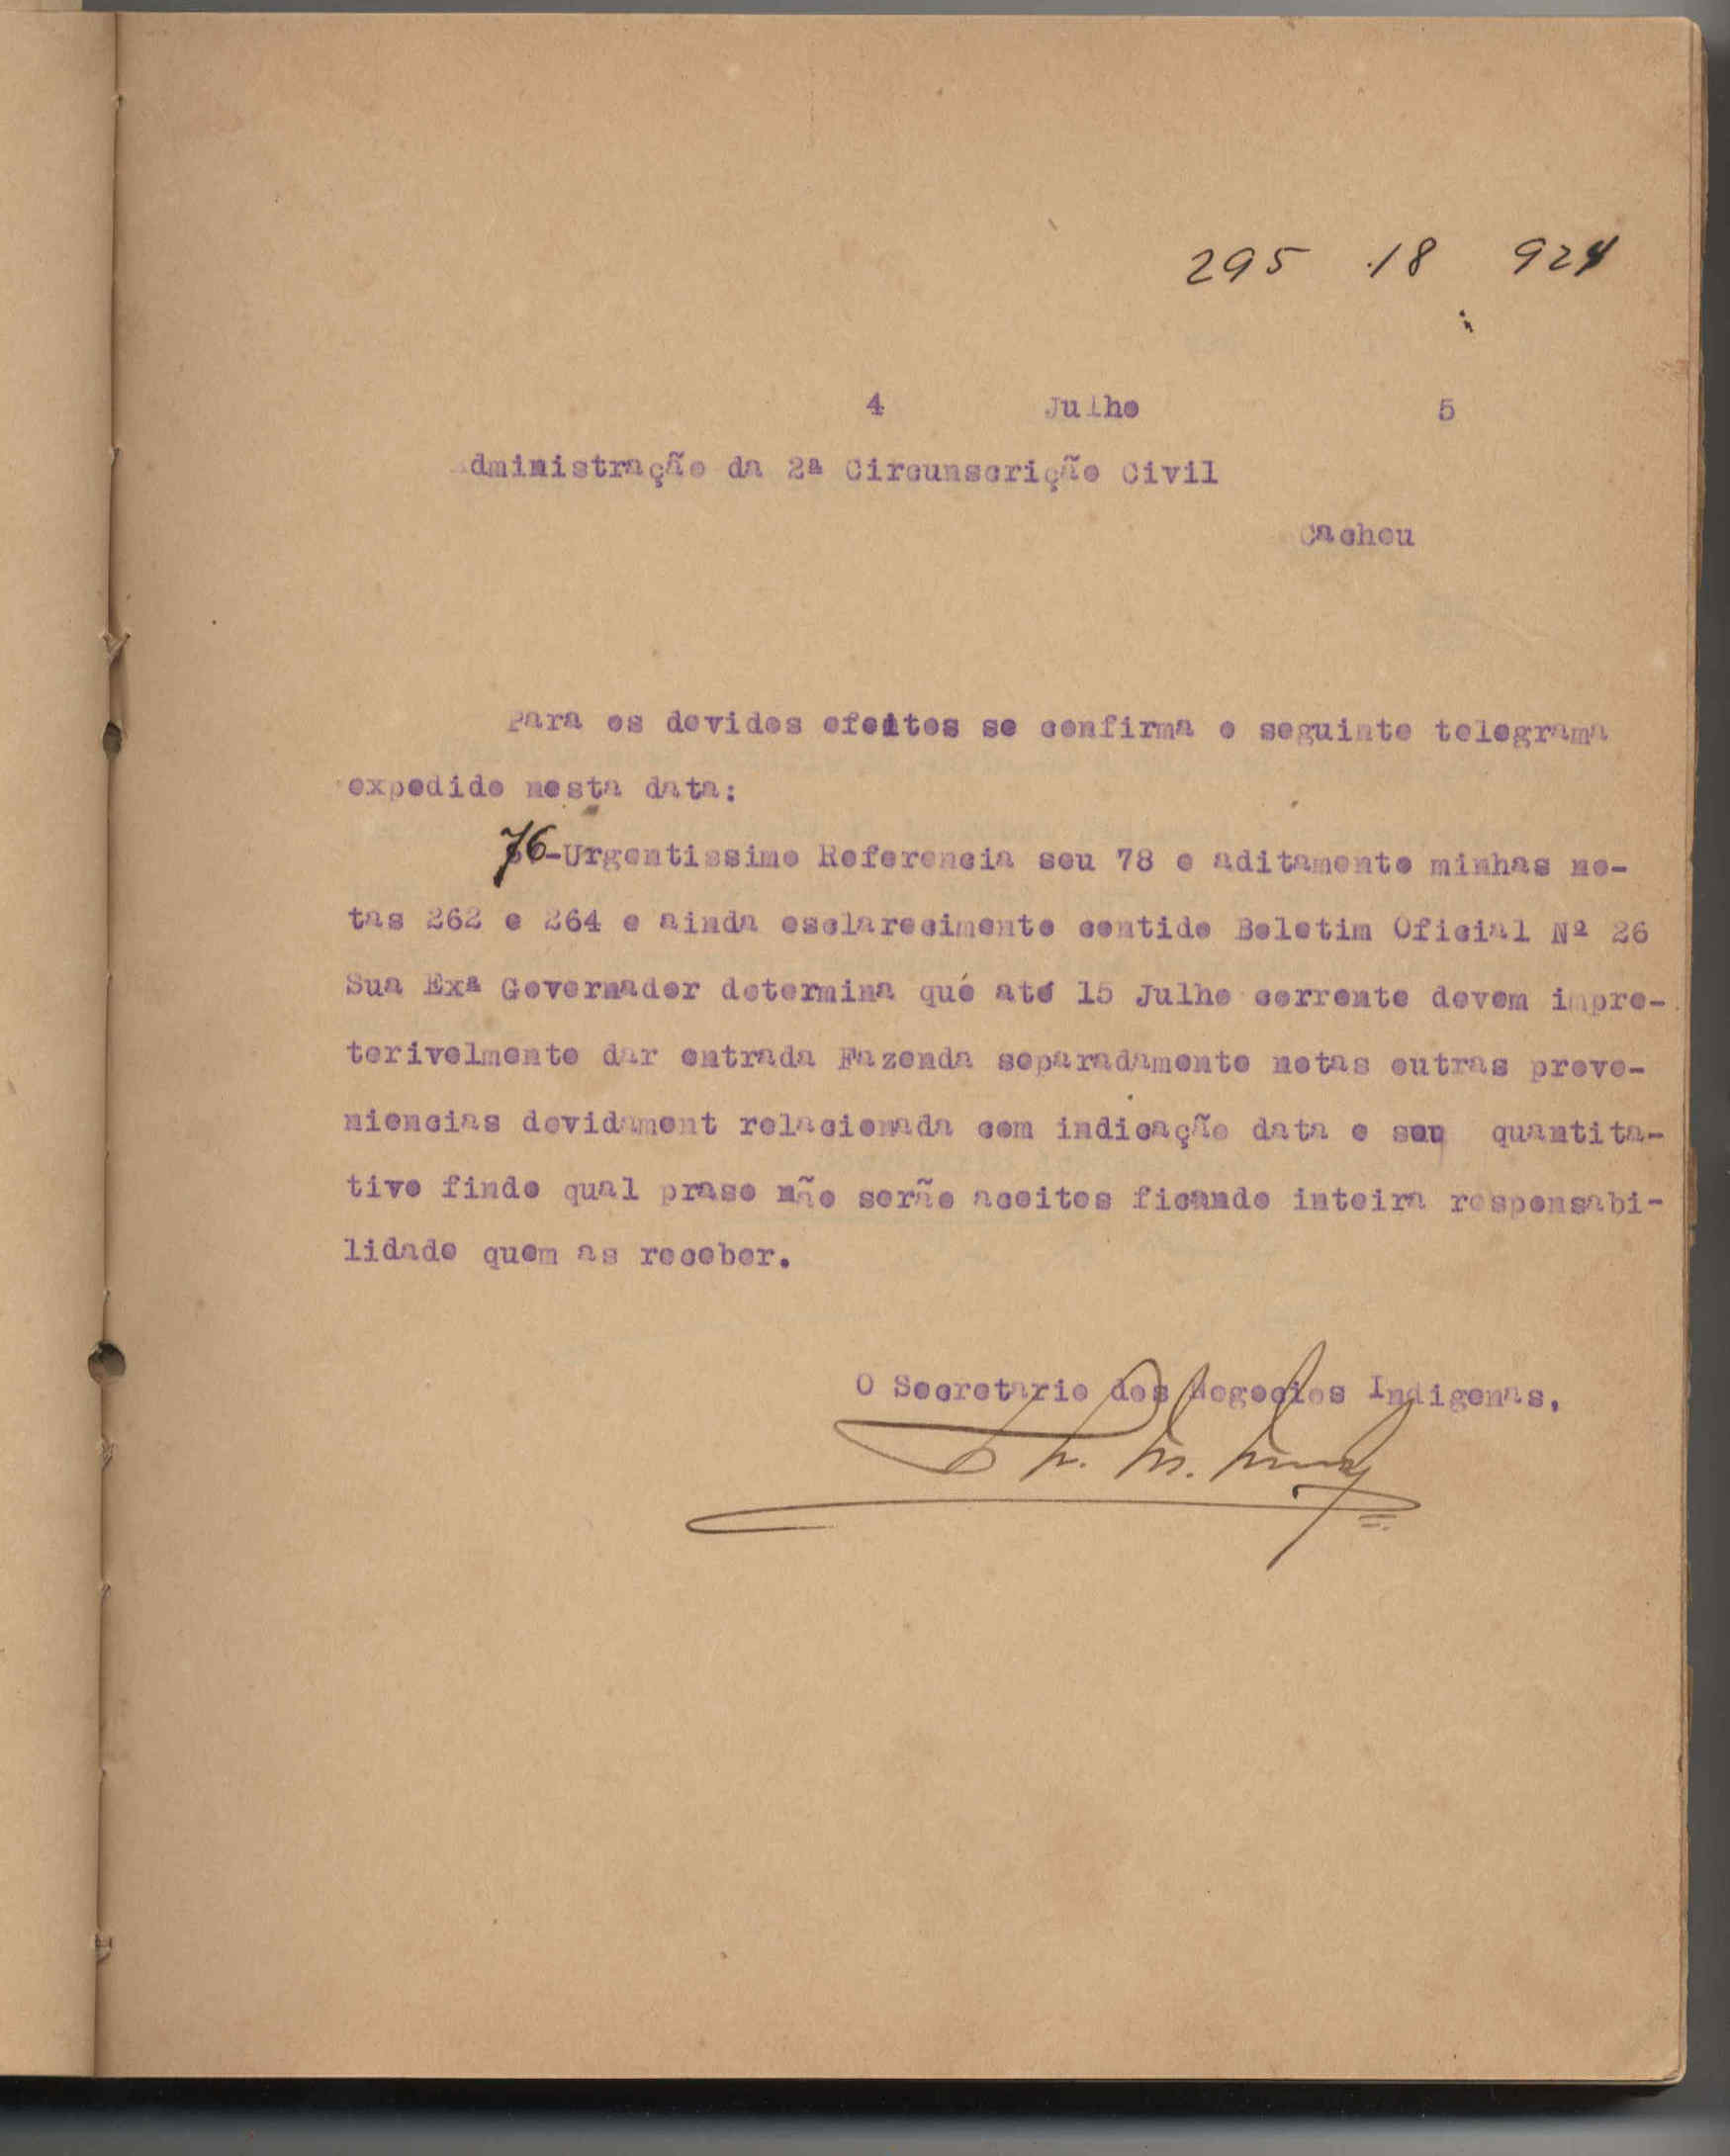 295 18 924
4 Julho 5
Administração da 2ª Circunscrição Civil
Cacheu
Para os devidos efeitos se confirma o seguinte telegrama
expedido nesta data:
76-Urgentissimo Referencia seu 78 e aditamento minhas no-
tas 262 e 264 e ainda esclarecimento contido Boletim Oficial Nº 26
Sua Exª Governador determina qué até 15 Julho corrente devem impre-
terivelmente dar entrada Fazenda separadamente notas outras prove-
niencias devidament relacionada com indicação data e seu quantita-
tivo findo qual praso não serão aceitos ficando inteira responsabi-
lidade quem as receber.
O Secretario dos Negocios Indigenas,